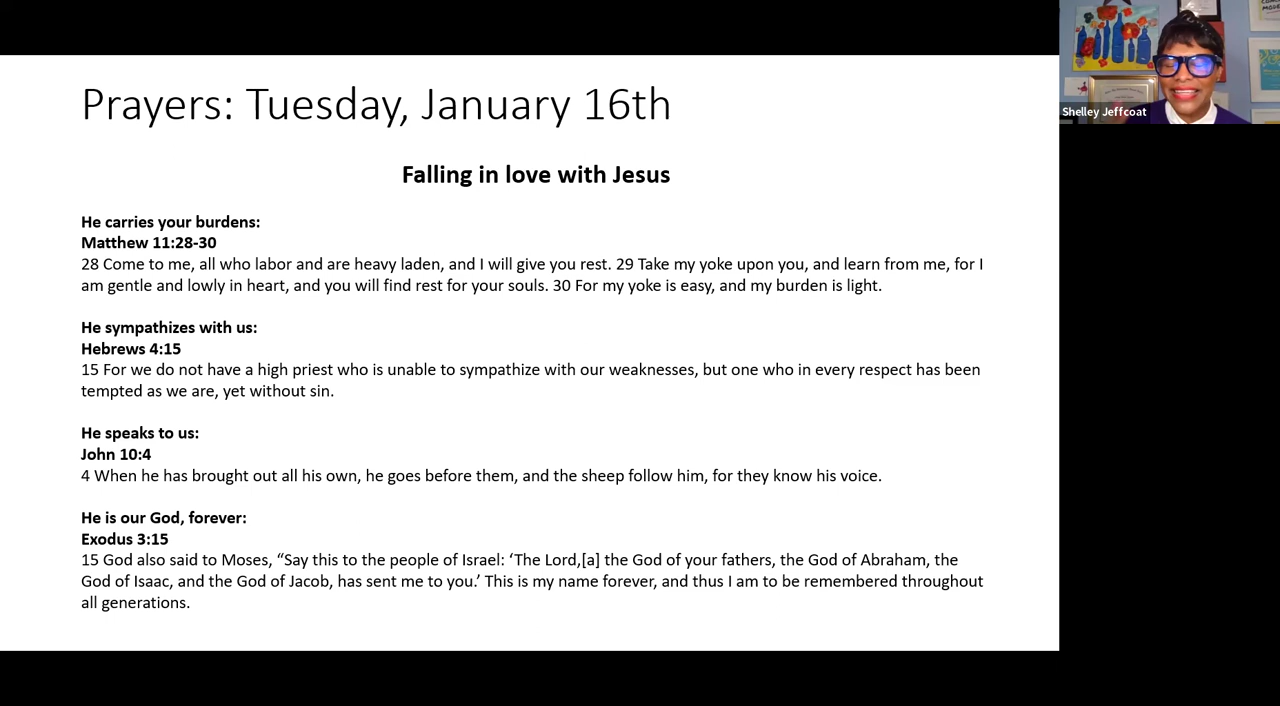 Prayers: Tuesday, January 16th
Falling in love with Jesus
He carries your burdens:
Matthew 11:28-30
28 Come to me, all who labor and are heavy laden, and I will give you rest. 29 Take my yoke upon you, and learn from me, for I
am gentle and lowly in heart, and you will find rest for your souls. 30 For my yoke is easy, and my burden is light.
He sympathizes with us:
Hebrews 4:15
15 For we do not have a high priest who is unable to sympathize with our weaknesses, but one who in every respect has been
tempted as we are, yet without sin.
He speaks to us:
John 10:4
4 When he has brought out all his own, he goes before them, and the sheep follow him, for they know his voice.
He is our God, forever:
Exodus 3:15
15 God also said to Moses, “Say this to the people of Israel: ‘The Lord,[a] the God of your fathers, the God of Abraham, the
God of Isaac, and the God of Jacob, has sent me to you.’ This is my name forever, and thus I am to be remembered throughout
all generations.
Shelley Jeffcoat